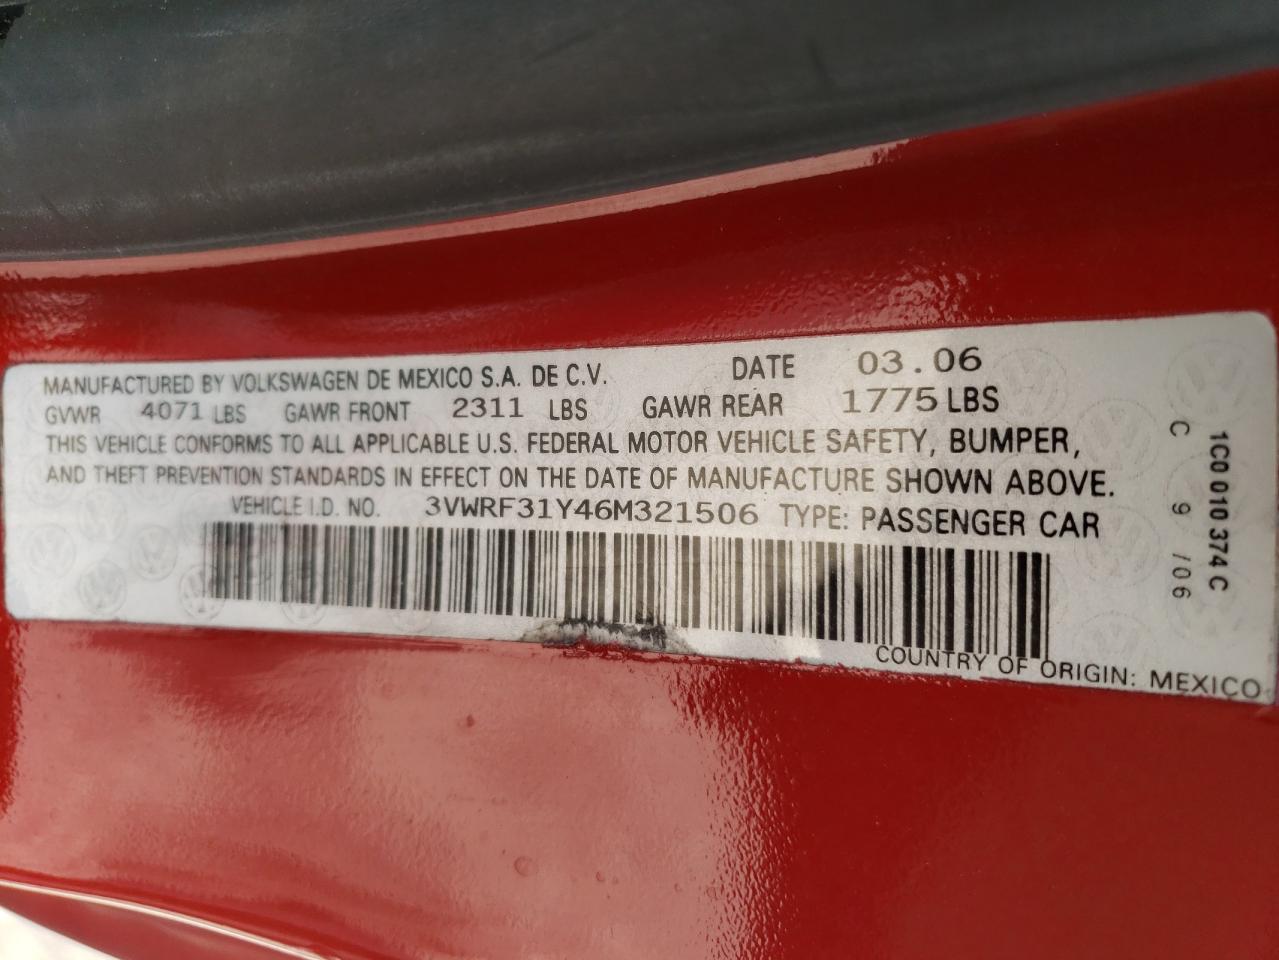 MANUFACTURED BY VOLKSWAGEN DE MEXICO S.A. DE C.V. DATE 03.06
GVWR 4071 LBS GAWR FRONT 2311 LBS GAWR REAR 1775 LBS
THIS VEHICLE CONFORMS TO ALL APPLICABLE U.S. FEDERAL MOTOR VEHICLE SAFETY, BUMPER,
AND THEFT PREVENTION STANDARDS IN EFFECT ON THE DATE OF MANUFACTURE SHOWN ABOVE.
VEHICLE I.D. NO. 3VWRF31Y46M321506 TYPE: PASSENGER CAR
COUNTRY OF ORIGIN: MEXICO
C 9 /06
1C0 010 374 C